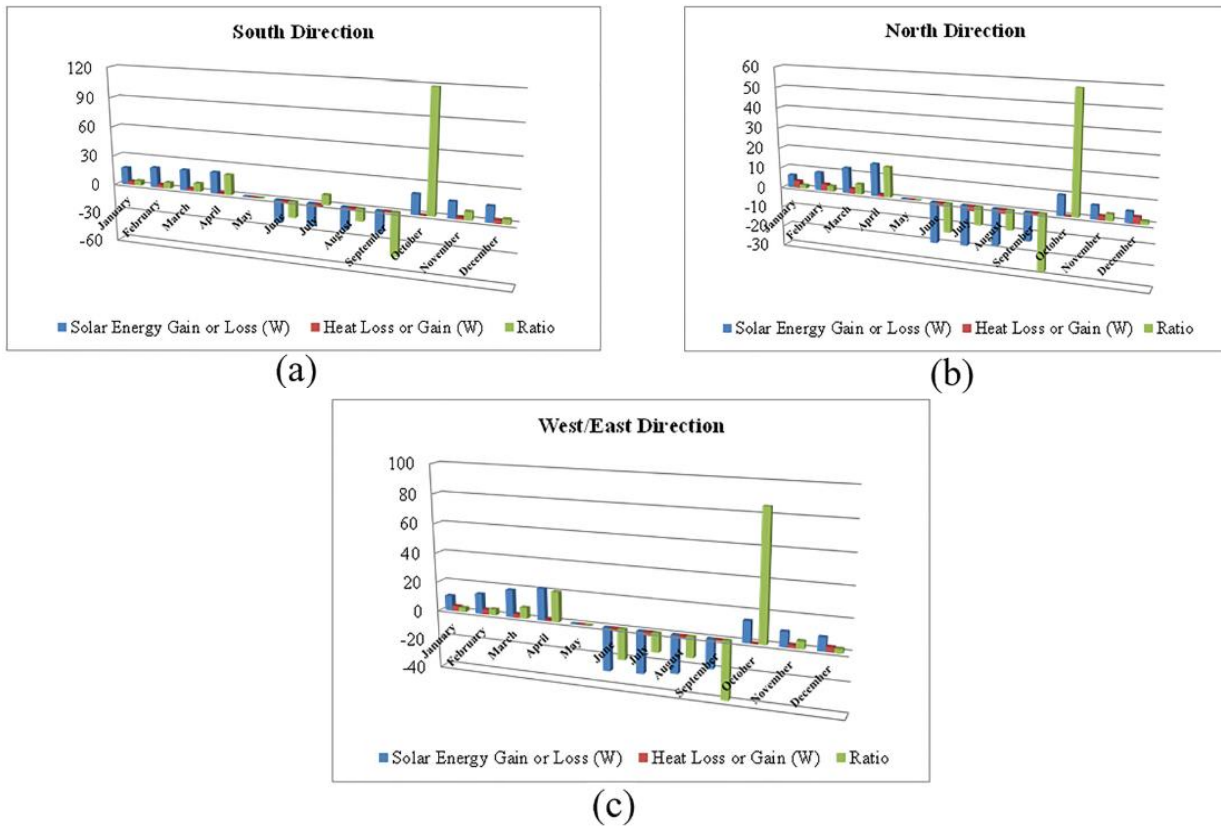 South Direction
120
90
60
30
0
-30
-60
January
February
March
April
May
June
July
August
September
October
November
December
Solar Energy Gain or Loss (W) Heat Loss or Gain (W) Ratio
(a)
North Direction
60
50
40
30
20
10
0
-10
-20
-30
January
February
March
April
May
June
July
August
September
October
November
December
Solar Energy Gain or Loss (W) Heat Loss or Gain (W) Ratio
(b)
West/East Direction
100
80
60
40
20
0
-20
-40
January
February
March
April
May
June
July
August
September
October
November
December
Solar Energy Gain or Loss (W) Heat Loss or Gain (W) Ratio
(c)